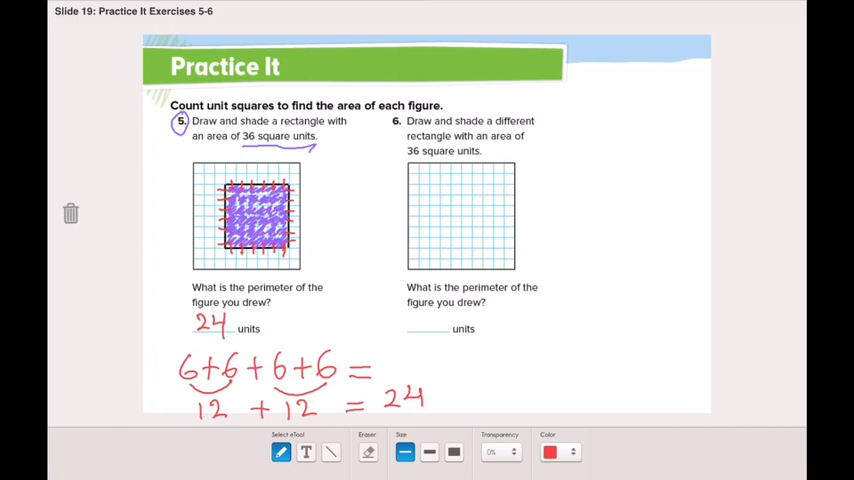 Slide 19: Practice It Exercises 5-6
Practice It
Count unit squares to find the area of each figure.
5. Draw and shade a rectangle with
an area of 36 square units.
What is the perimeter of the
figure you drew?
24 units
6+6+6+6=
12+12=24
6. Draw and shade a different
rectangle with an area of
36 square units.
What is the perimeter of the
figure you drew?
units
Select eTool
T
Eraser
Size
Transparency
0%
Color